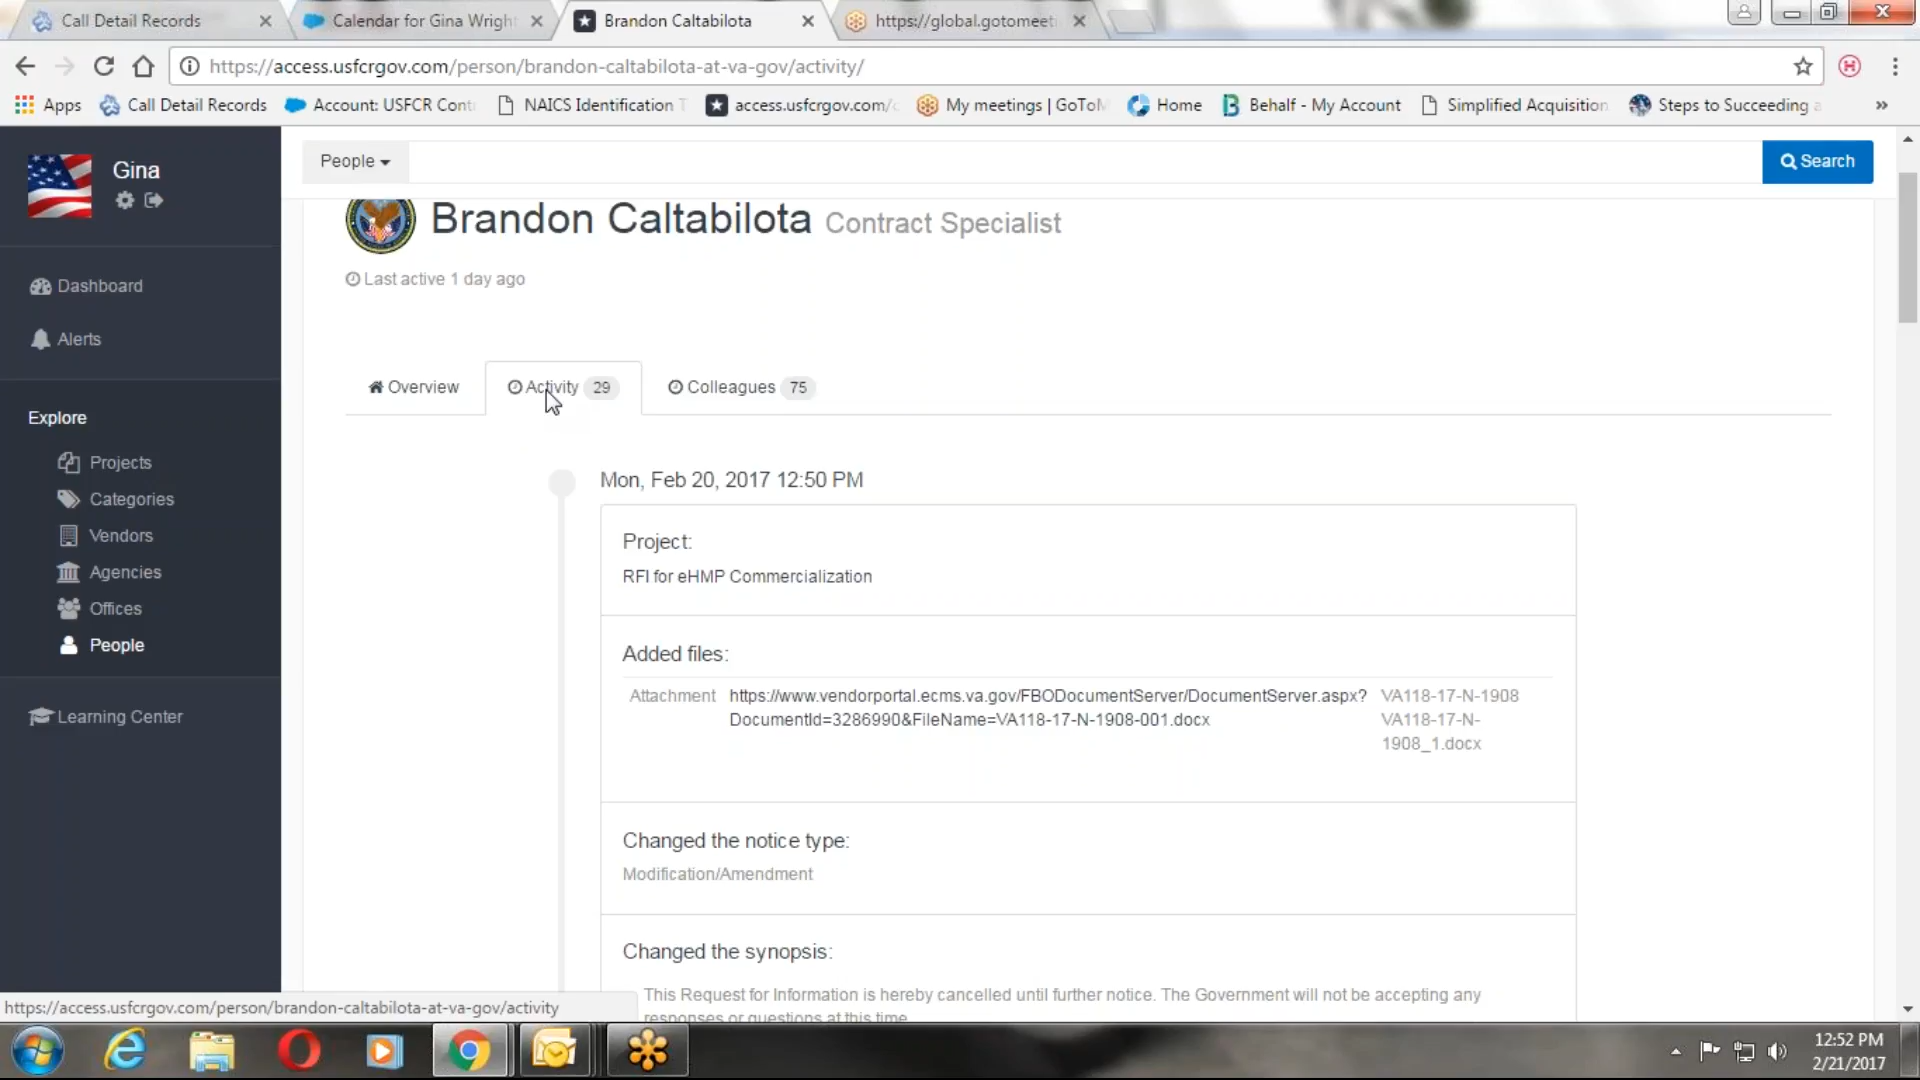 Call Detail Records
Calendar for Gina Wright
Brandon Caltabilota
https://global.gotomeeti
https://access.usfcrgov.com/person/brandon-caltabilota-at-va-gov/activity/
Apps
Call Detail Records
Account: USFCR Cont
NAICS Identification T
access.usfcrgov.com/c
My meetings | GoToM
Home
Behalf - My Account
Simplified Acquisition
Steps to Succeeding a
»
Gina
People
Search
Brandon Caltabilota Contract Specialist
Last active 1 day ago
Dashboard
Alerts
Overview
Activity 29
Colleagues 75
Explore
Projects
Categories
Vendors
Agencies
Offices
People
Learning Center
Mon, Feb 20, 2017 12:50 PM
Project:
RFI for eHMP Commercialization
Added files:
Attachment
https://www.vendorportal.ecms.va.gov/FBODocumentServer/DocumentServer.aspx?
DocumentId=3286990&FileName=VA118-17-N-1908-001.docx
VA118-17-N-1908
VA118-17-N-
1908_1.docx
Changed the notice type:
Modification/Amendment
Changed the synopsis:
This Request for Information is hereby cancelled until further notice. The Government will not be accepting any
responses or questions at this time
https://access.usfcrgov.com/person/brandon-caltabilota-at-va-gov/activity
12:52 PM
2/21/2017